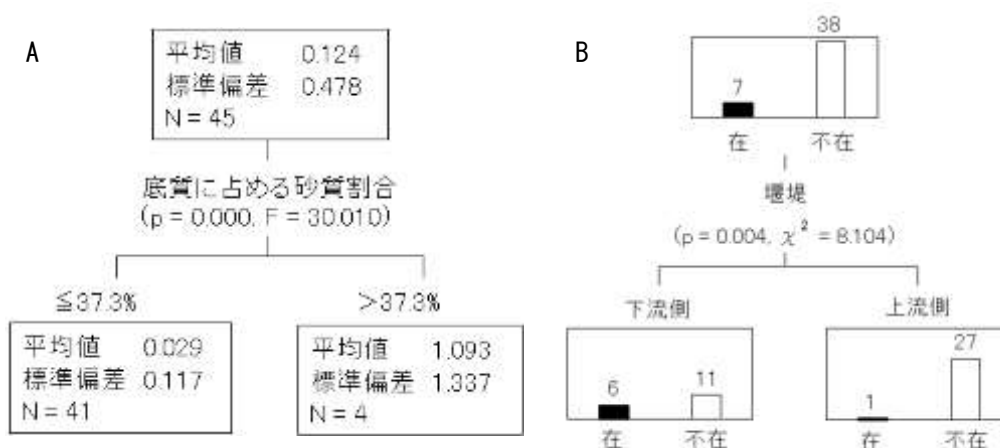 A
平均値 0.124
標準偏差 0.478
N = 45
底質に占める砂質割合
(p = 0.000, F = 30.010)
≦37.3%
平均値 0.029
標準偏差 0.117
N = 41
>37.3%
平均値 1.093
標準偏差 1.337
N = 4
B
7 38
在 不在
堰堤
(p = 0.004, χ² = 8.104)
下流側
6 11
在 不在
上流側
1 27
在 不在